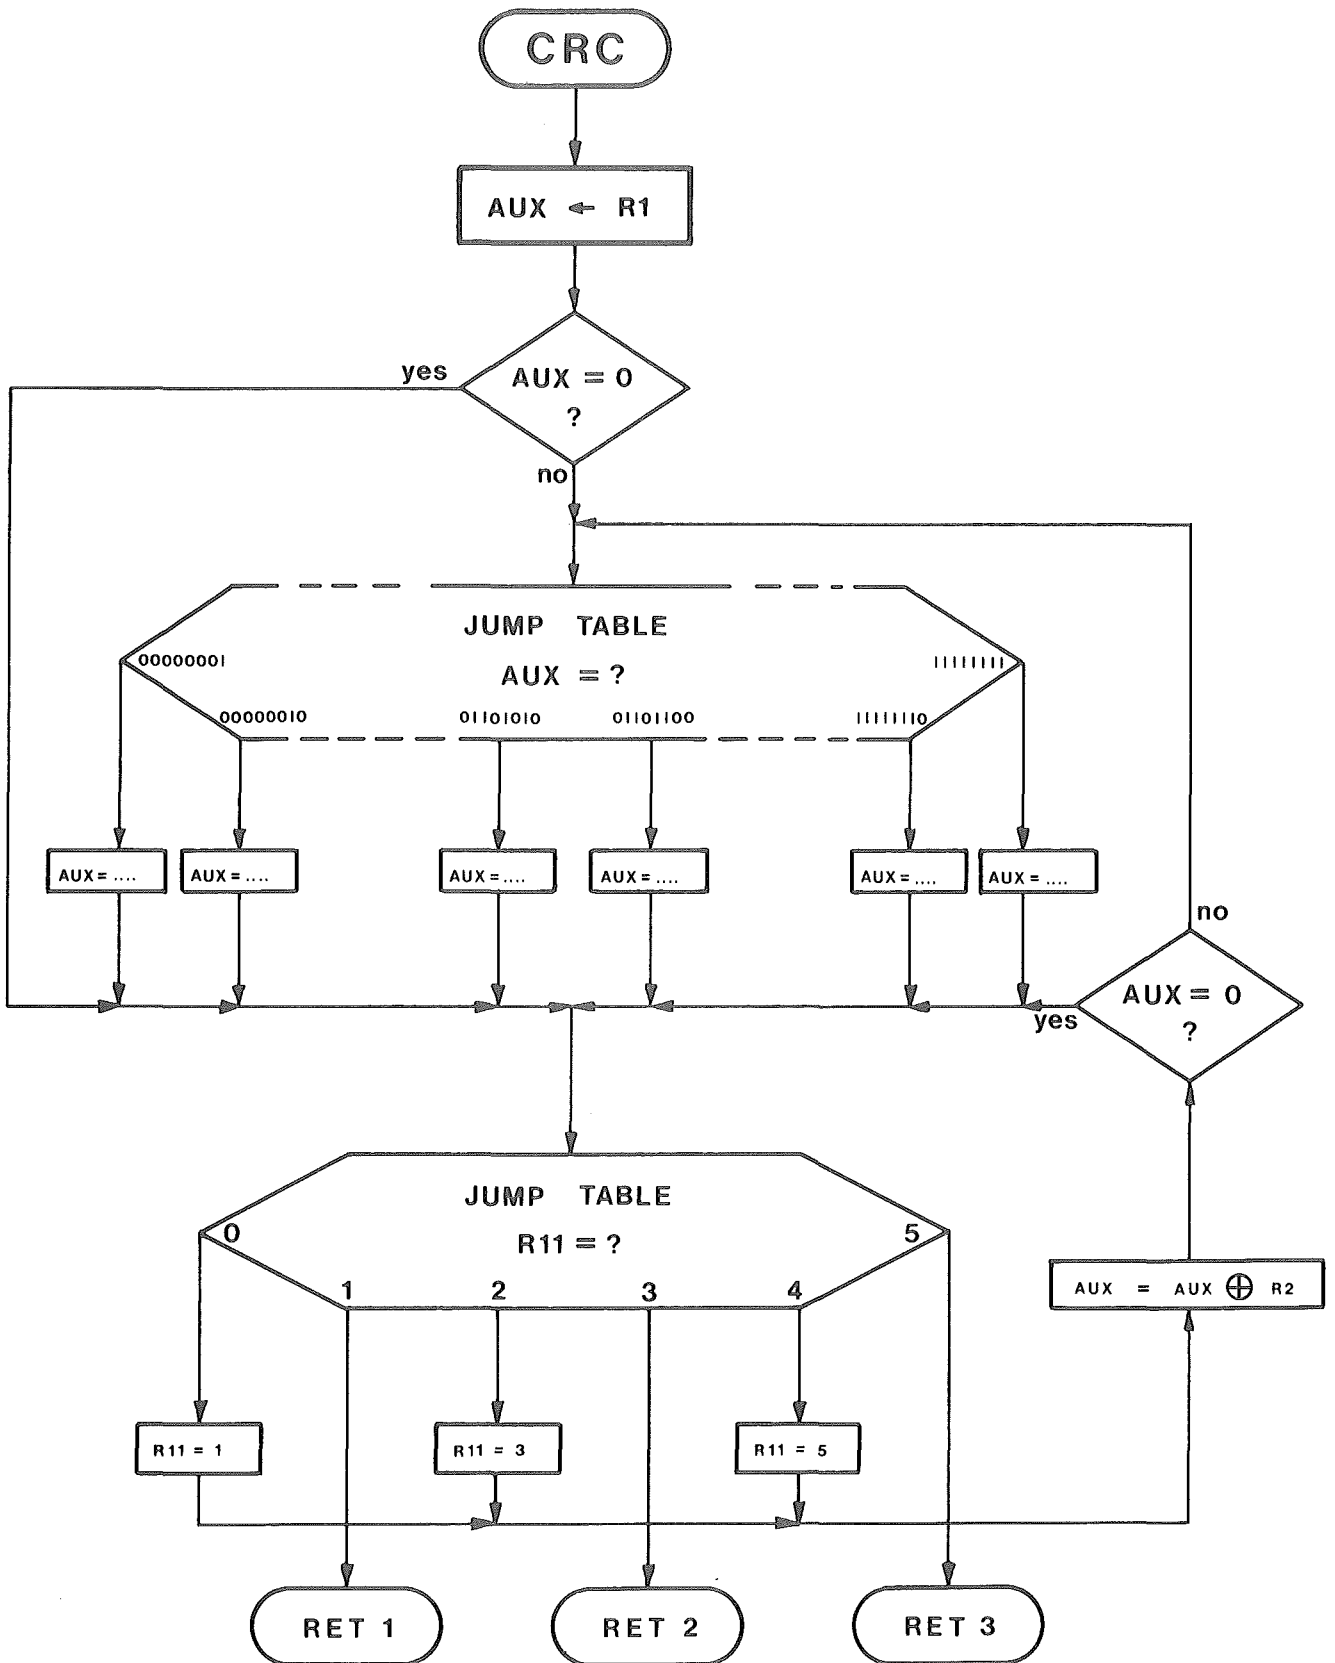 CRC
AUX ← R1
yes
AUX = 0
?
no
JUMP TABLE
00000001
11111111
AUX = ?
00000010
01101010
01101100
11111110
AUX = ....
AUX = ....
AUX = ....
AUX = ....
AUX = ....
AUX = ....
no
AUX = 0
yes
?
JUMP TABLE
0
5
R11 = ?
1
2
3
4
AUX = AUX ⊕ R2
R11 = 1
R11 = 3
R11 = 5
RET 1
RET 2
RET 3